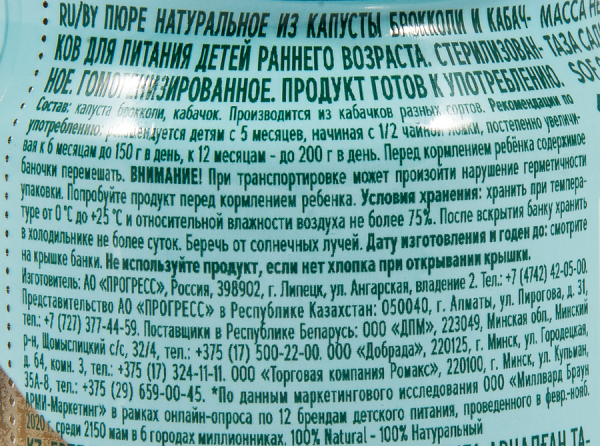 RU/BY ПЮРЕ НАТУРАЛЬНОЕ ИЗ КАПУСТЫ БРОККОЛИ И КАБАЧ-
КОВ ДЛЯ ПИТАНИЯ ДЕТЕЙ РАННЕГО ВОЗРАСТА. СТЕРИЛИЗОВАН-
НОЕ. ГОМОГЕНИЗИРОВАННОЕ. ПРОДУКТ ГОТОВ К УПОТРЕБЛЕНИЮ.
Состав: капуста брокколи, кабачок. Производится из кабачков разных сортов. Рекомендации по
употреблению: рекомендуется детям с 5 месяцев, начиная с 1/2 чайной ложки, постепенно увеличи-
вая к 6 месяцам до 150 г в день, к 12 месяцам - до 200 г в день. Перед кормлением ребёнка содержимое
баночки перемешать. ВНИМАНИЕ! При транспортировке может произойти нарушение герметичности
упаковки. Попробуйте продукт перед кормлением ребенка. Условия хранения: хранить при темпера-
туре от 0°C до +25°C и относительной влажности воздуха не более 75%. После вскрытия банку хранить
в холодильнике не более суток. Беречь от солнечных лучей. Дату изготовления и годен до: смотрите
на крышке банки. Не используйте продукт, если нет хлопка при открывании крышки.
Изготовитель: АО «ПРОГРЕСС», Россия, 398902, г. Липецк, ул. Ангарская, владение 2. Тел.: +7 (4742) 42-05-00.
Представительство АО «ПРОГРЕСС» в Республике Казахстан: 050040, г. Алматы, ул. Пирогова, д. 31,
тел.: +7 (727) 377-44-59. Поставщики в Республику Беларусь: ООО «ДПМ», 223049, Минская обл., Минский
р-н, Щомыслицкий с/с, 32/4, тел.: +375 (17) 500-22-00. ООО «Добрада», 220125, г. Минск, ул. Городецкая,
д. 64, комн. 3, тел.: +375 (17) 324-11-11. ООО «Торговая компания Ромакс», 220100, г. Минск, ул. Кульман,
35А-8, тел.: +375 (29) 659-00-45. *По данным маркетингового исследования ООО «Миллвард Браун
АРМИ-Маркетинг» в рамках онлайн-опроса по 12 брендам детского питания, проведенного в февр.-нояб.
2020 г. среди 2150 мам в 6 городах миллионниках. 100% Natural - 100% Натуральный
МАССА НЕ
ТАЗА САЛ